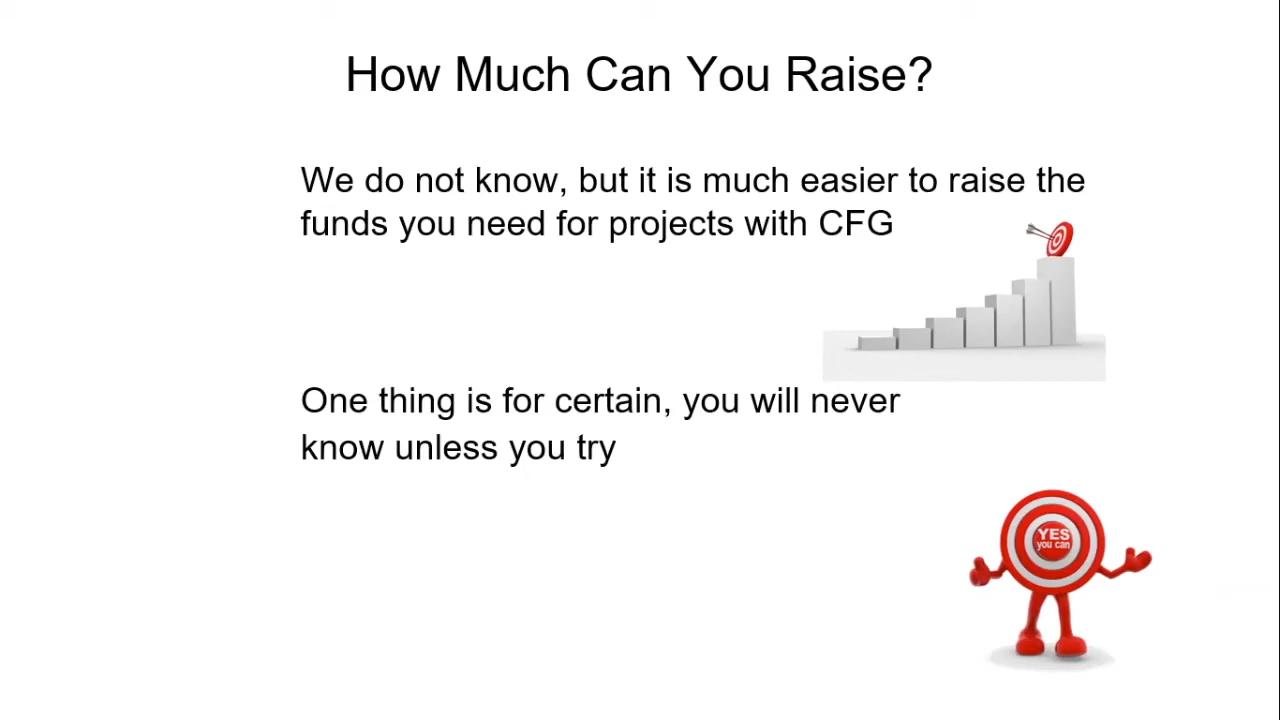 How Much Can You Raise?
We do not know, but it is much easier to raise the
funds you need for projects with CFG
One thing is for certain, you will never
know unless you try
YES
you can